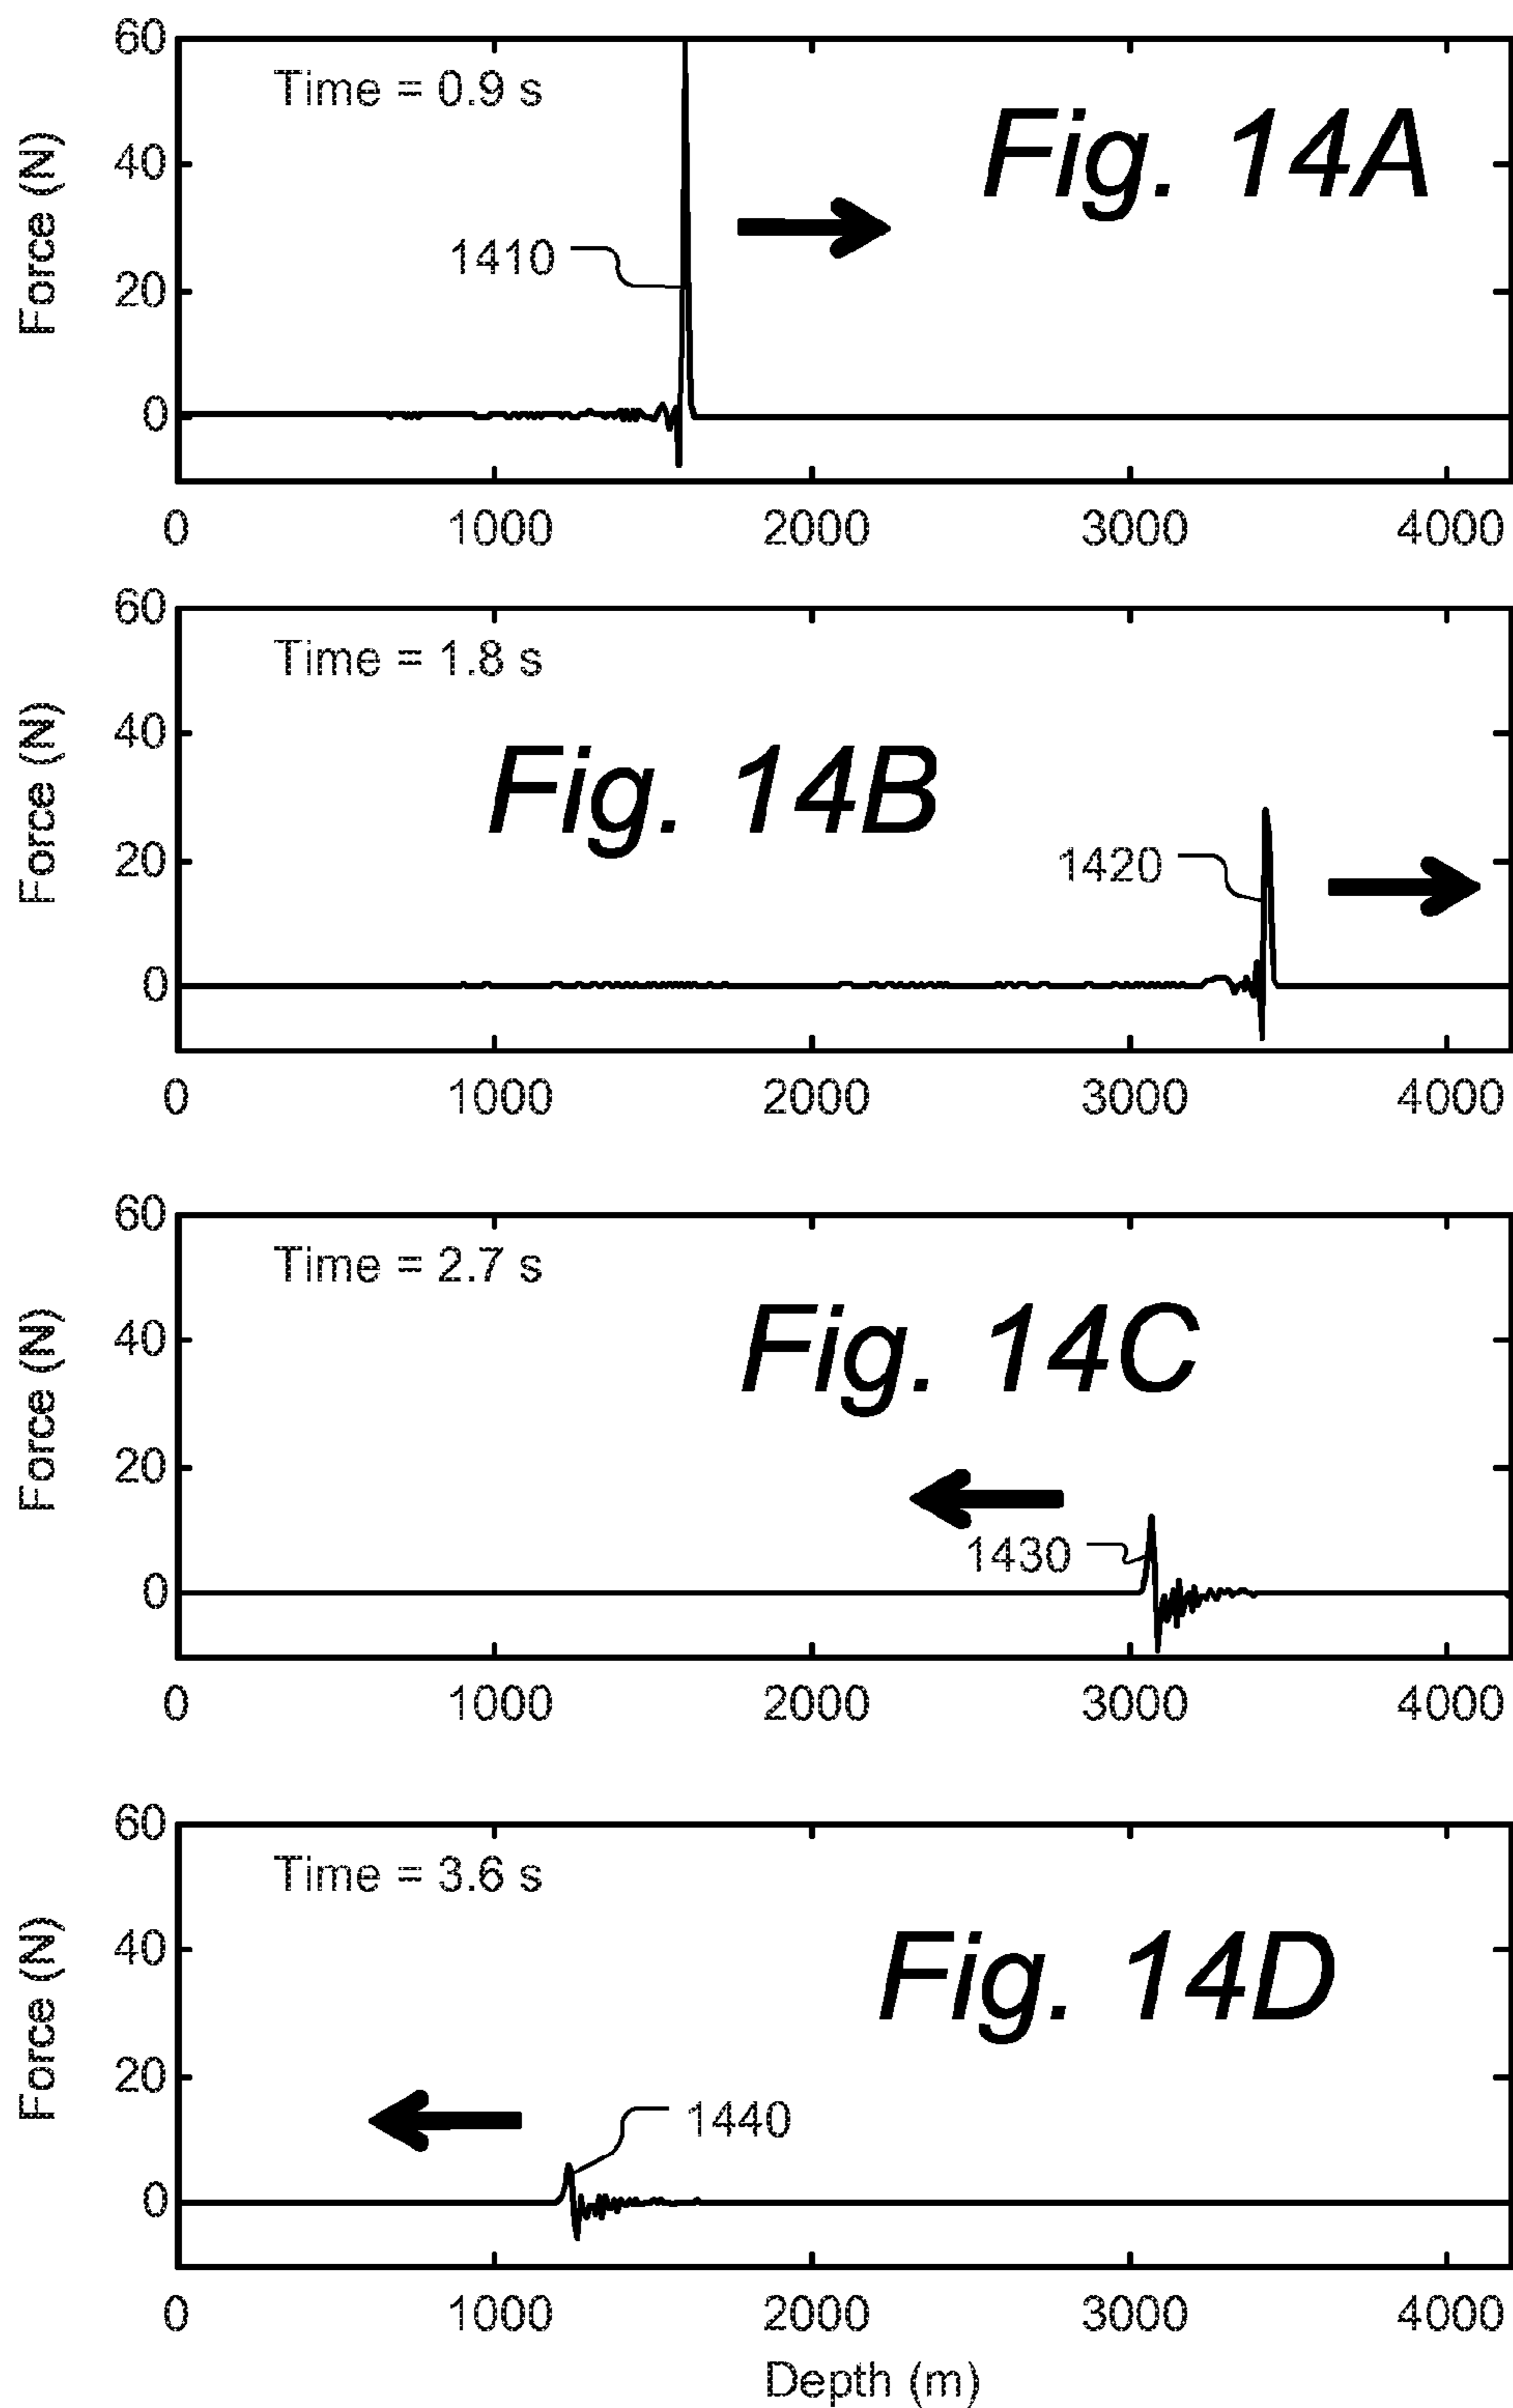 60
Time = 0.9 s
Fig. 14A
40
1410
20
0
Force (N)
0 1000 2000 3000 4000
60
Time = 1.8 s
40
Fig. 14B
20
1420
0
Force (N)
0 1000 2000 3000 4000
60
Time = 2.7 s
Fig. 14C
40
20
1430
0
Force (N)
0 1000 2000 3000 4000
60
Time = 3.6 s
Fig. 14D
40
20
1440
0
Force (N)
0 1000 2000 3000 4000
Depth (m)